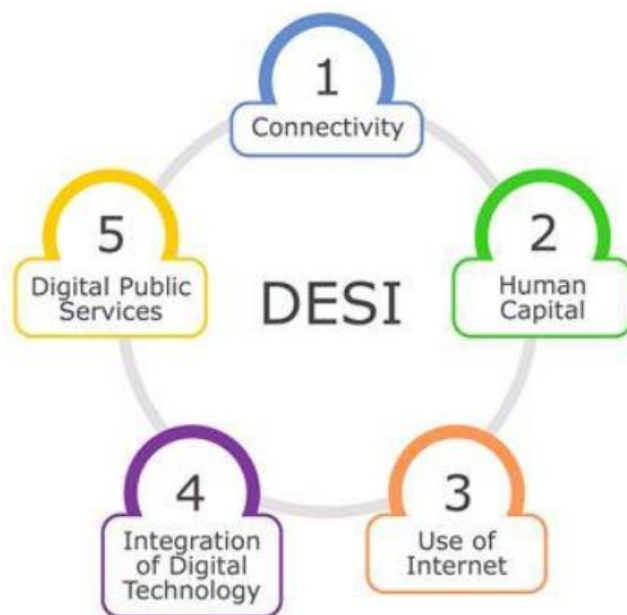 1
Connectivity
2
Human
Capital
3
Use of
Internet
4
Integration
of Digital
Technology
5
Digital Public
Services
DESI